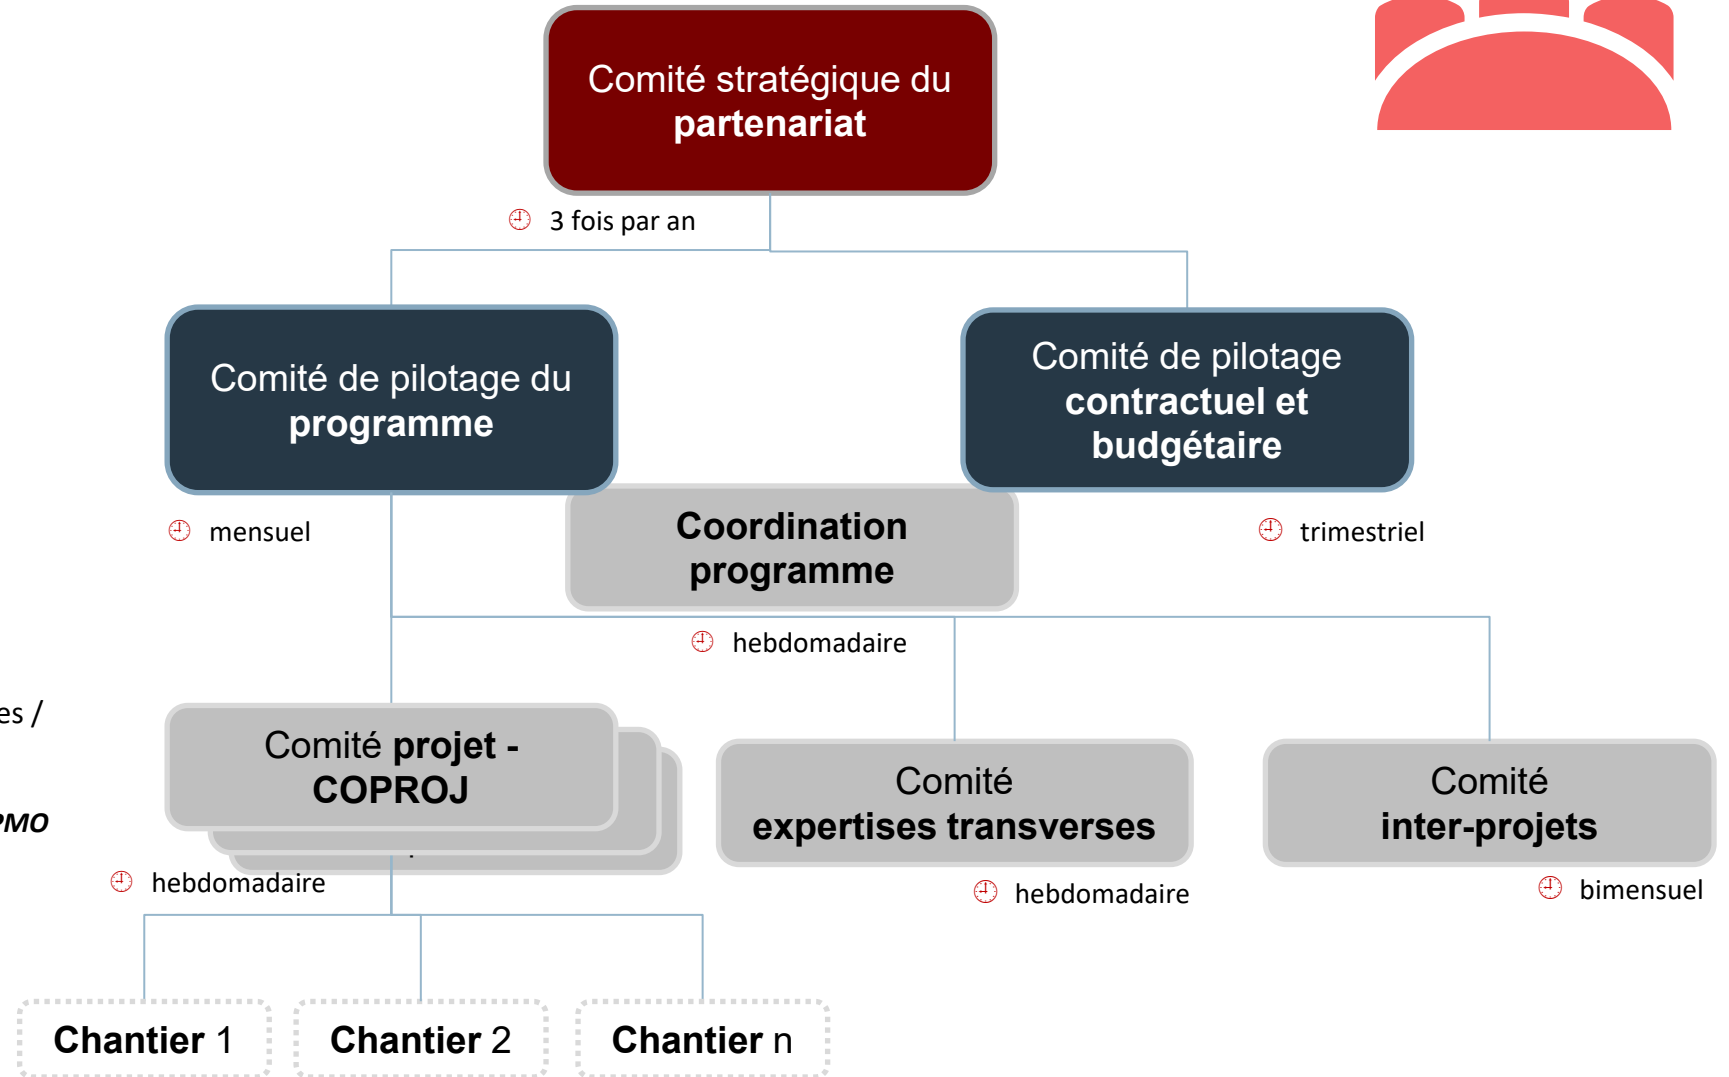 Comité stratégique du
partenariat
3 fois par an
Comité de pilotage du
programme
Comité de pilotage
contractuel et
budgétaire
mensuel
Coordination
programme
trimestriel
hebdomadaire
es /
PMO
Comité projet -
COPROJ
Comité
expertises transverses
Comité
inter-projets
hebdomadaire
hebdomadaire
bimensuel
Chantier 1
Chantier 2
Chantier n